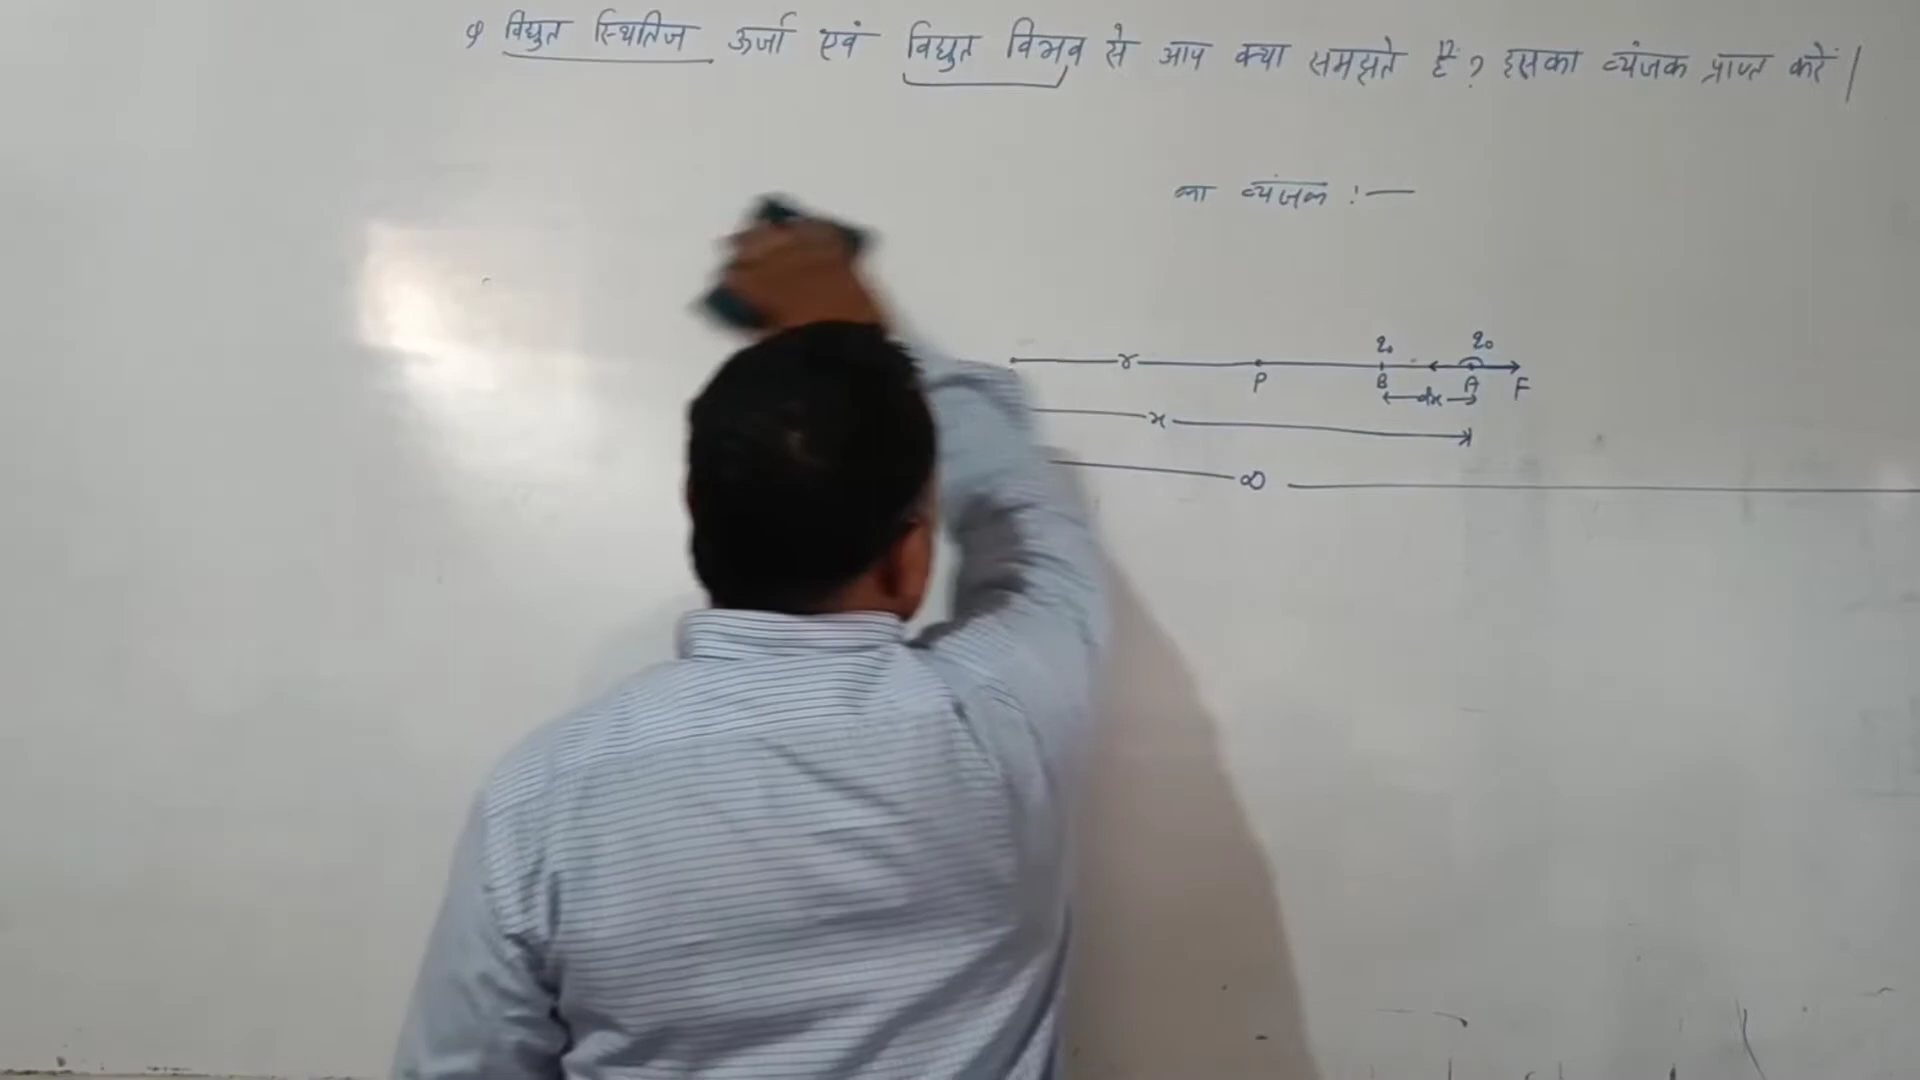 Q विद्युत स्थितिज ऊर्जा एवं विद्युत विभव से आप क्या समझते हैं? इसका व्यंजक प्राप्त करें|
का व्यंजक :—
q₀ q₀
r P B A F
dx
x
∞